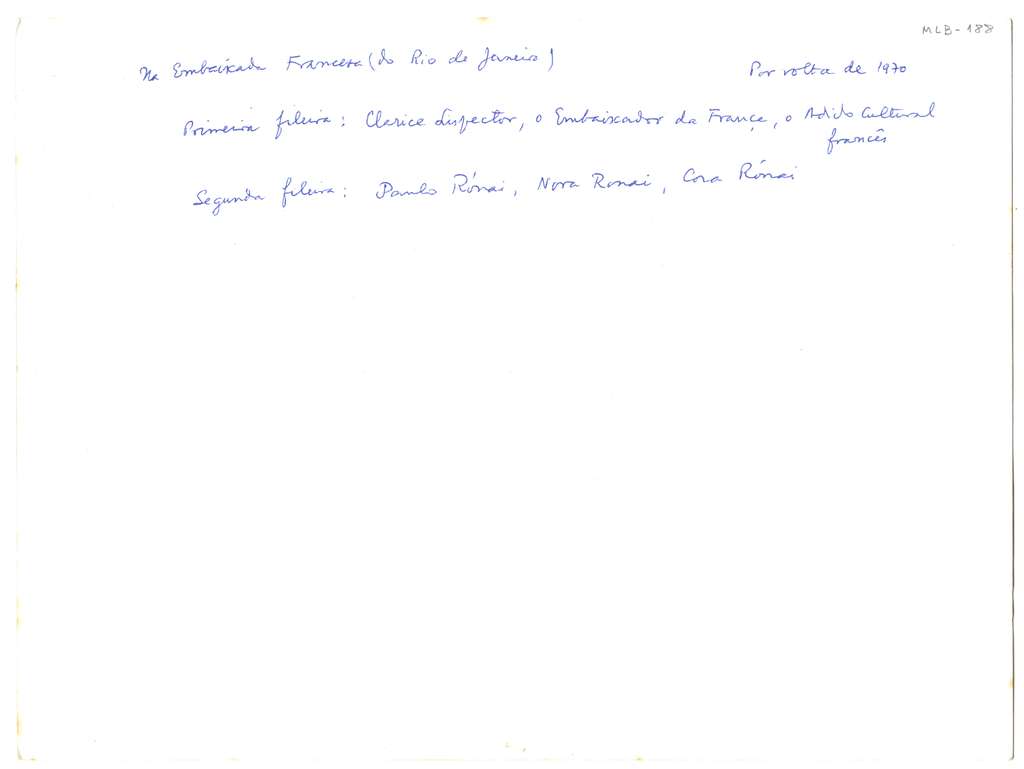 MLB-188
Na Embaixada Francesa (do Rio de Janeiro)
Por volta de 1970
Primeira fileira: Clarice Lispector, o Embaixador da França, o Adido Cultural
francês
Segunda fileira: Paulo Rónai, Nora Ronai, Cora Rónai